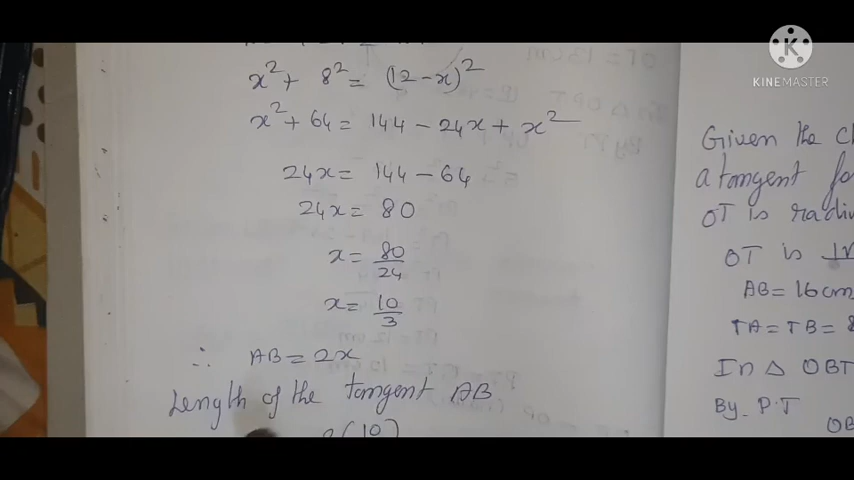 x² + 8² = (12-x)²
x² + 64 = 144 - 24x + x²
24x = 144 - 64
24x = 80
x = 80/24
x = 10/3
∴ AB = 2x
Length of the tangent AB
KINEMASTER
Given the
a tangent
OT is
OT is
AB = 16cm
TA = TB =
In △ OBT
By P.T